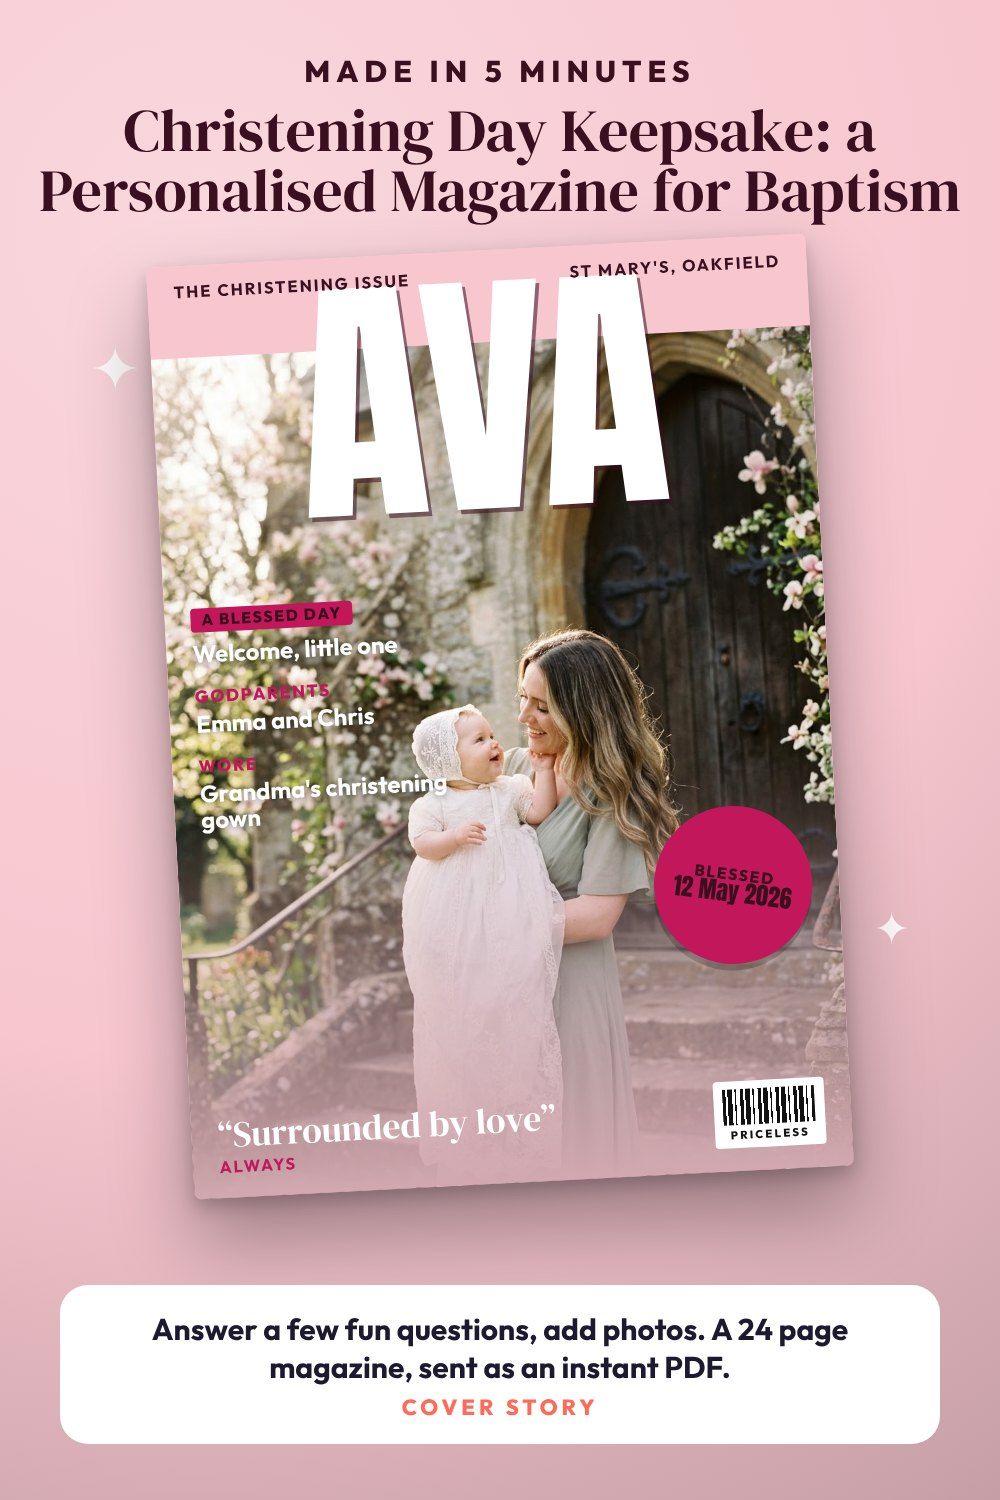 MADE IN 5 MINUTES
Christening Day Keepsake: a
Personalised Magazine for Baptism
THE CHRISTENING ISSUE
ST MARY'S, OAKFIELD
AVA
A BLESSED DAY
Welcome, little one
GODPARENTS
Emma and Chris
WORE
Grandma's christening
gown
BLESSED
12 May 2026
“Surrounded by love”
ALWAYS
PRICELESS
Answer a few fun questions, add photos. A 24 page
magazine, sent as an instant PDF.
COVER STORY